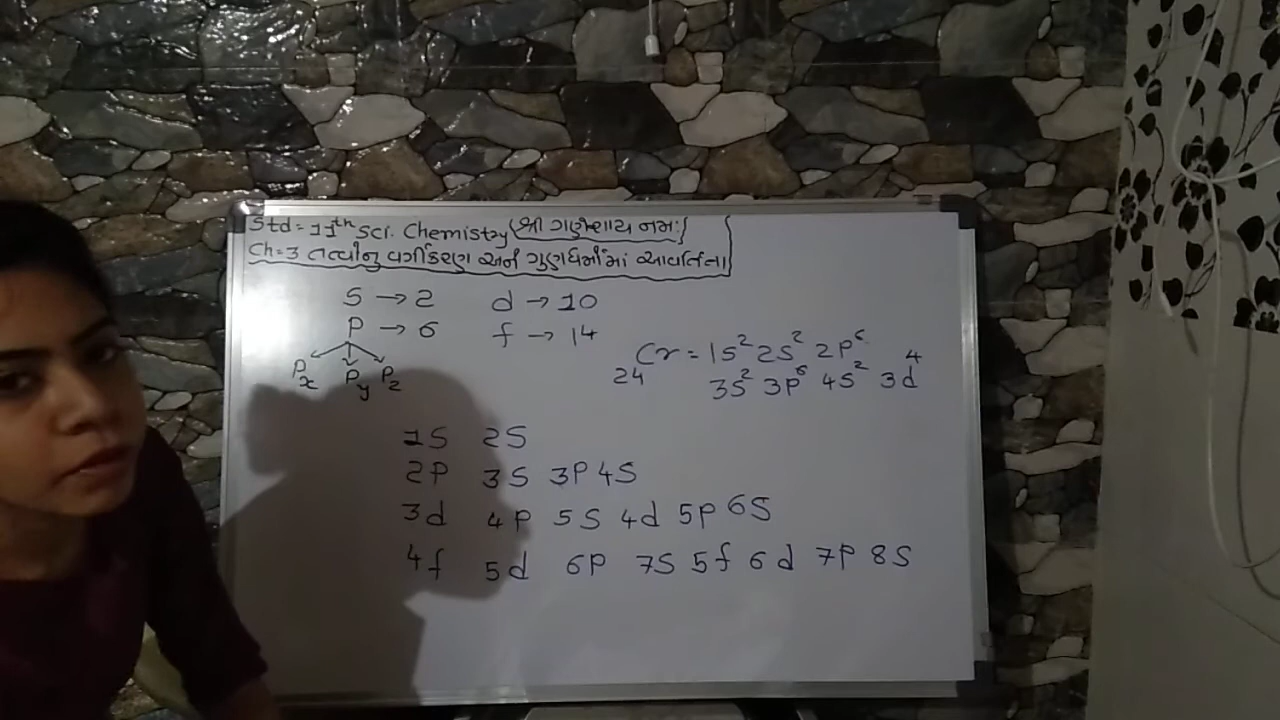 Std = 11th Sci. Chemistry (શ્રી ગણેશાય નમઃ)
Ch = 3 તત્વોનુ વર્ગીકરણ અને ગુણધર્મોમાં આવર્તિતા
S → 2 d → 10
P → 6 f → 14
Px Py Pz
24Cr = 1S² 2S² 2P⁶
3S² 3P⁶ 4S² 3d⁴
1S 2S
2P 3S 3P 4S
3d 4P 5S 4d 5P 6S
4f 5d 6P 7S 5f 6d 7P 8S